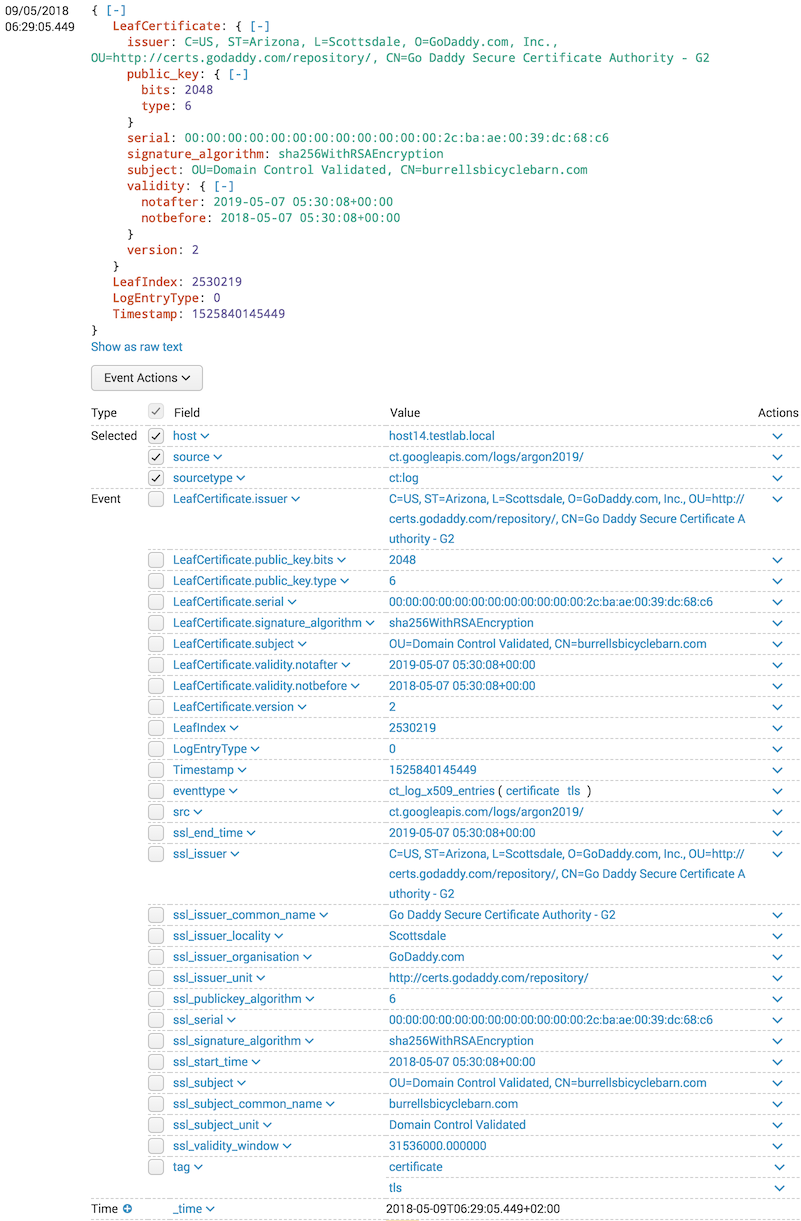 09/05/2018 { [-]
06:29:05.449 LeafCertificate: { [-]
issuer: C=US, ST=Arizona, L=Scottsdale, O=GoDaddy.com, Inc.,
OU=http://certs.godaddy.com/repository/, CN=Go Daddy Secure Certificate Authority - G2
public_key: { [-]
bits: 2048
type: 6
}
serial: 00:00:00:00:00:00:00:00:00:00:00:2c:ba:ae:00:39:dc:68:c6
signature_algorithm: sha256WithRSAEncryption
subject: OU=Domain Control Validated, CN=burrellsbicyclebarn.com
validity: { [-]
notafter: 2019-05-07 05:30:08+00:00
notbefore: 2018-05-07 05:30:08+00:00
}
version: 2
}
LeafIndex: 2530219
LogEntryType: 0
Timestamp: 1525840145449
}
Show as raw text
Event Actions
Type Field Value Actions
Selected host host14.testlab.local
source ct.googleapis.com/logs/argon2019/
sourcetype ct:log
Event LeafCertificate.issuer C=US, ST=Arizona, L=Scottsdale, O=GoDaddy.com, Inc., OU=http://
certs.godaddy.com/repository/, CN=Go Daddy Secure Certificate A
uthority - G2
LeafCertificate.public_key.bits 2048
LeafCertificate.public_key.type 6
LeafCertificate.serial 00:00:00:00:00:00:00:00:00:00:00:2c:ba:ae:00:39:dc:68:c6
LeafCertificate.signature_algorithm sha256WithRSAEncryption
LeafCertificate.subject OU=Domain Control Validated, CN=burrellsbicyclebarn.com
LeafCertificate.validity.notafter 2019-05-07 05:30:08+00:00
LeafCertificate.validity.notbefore 2018-05-07 05:30:08+00:00
LeafCertificate.version 2
LeafIndex 2530219
LogEntryType 0
Timestamp 1525840145449
eventtype ct_log_x509_entries ( certificate tls )
src ct.googleapis.com/logs/argon2019/
ssl_end_time 2019-05-07 05:30:08+00:00
ssl_issuer C=US, ST=Arizona, L=Scottsdale, O=GoDaddy.com, Inc., OU=http://
certs.godaddy.com/repository/, CN=Go Daddy Secure Certificate A
uthority - G2
ssl_issuer_common_name Go Daddy Secure Certificate Authority - G2
ssl_issuer_locality Scottsdale
ssl_issuer_organisation GoDaddy.com
ssl_issuer_unit http://certs.godaddy.com/repository/
ssl_publickey_algorithm 6
ssl_serial 00:00:00:00:00:00:00:00:00:00:00:2c:ba:ae:00:39:dc:68:c6
ssl_signature_algorithm sha256WithRSAEncryption
ssl_start_time 2018-05-07 05:30:08+00:00
ssl_subject OU=Domain Control Validated, CN=burrellsbicyclebarn.com
ssl_subject_common_name burrellsbicyclebarn.com
ssl_subject_unit Domain Control Validated
ssl_validity_window 31536000.000000
tag certificate
tls
Time _time 2018-05-09T06:29:05.449+02:00